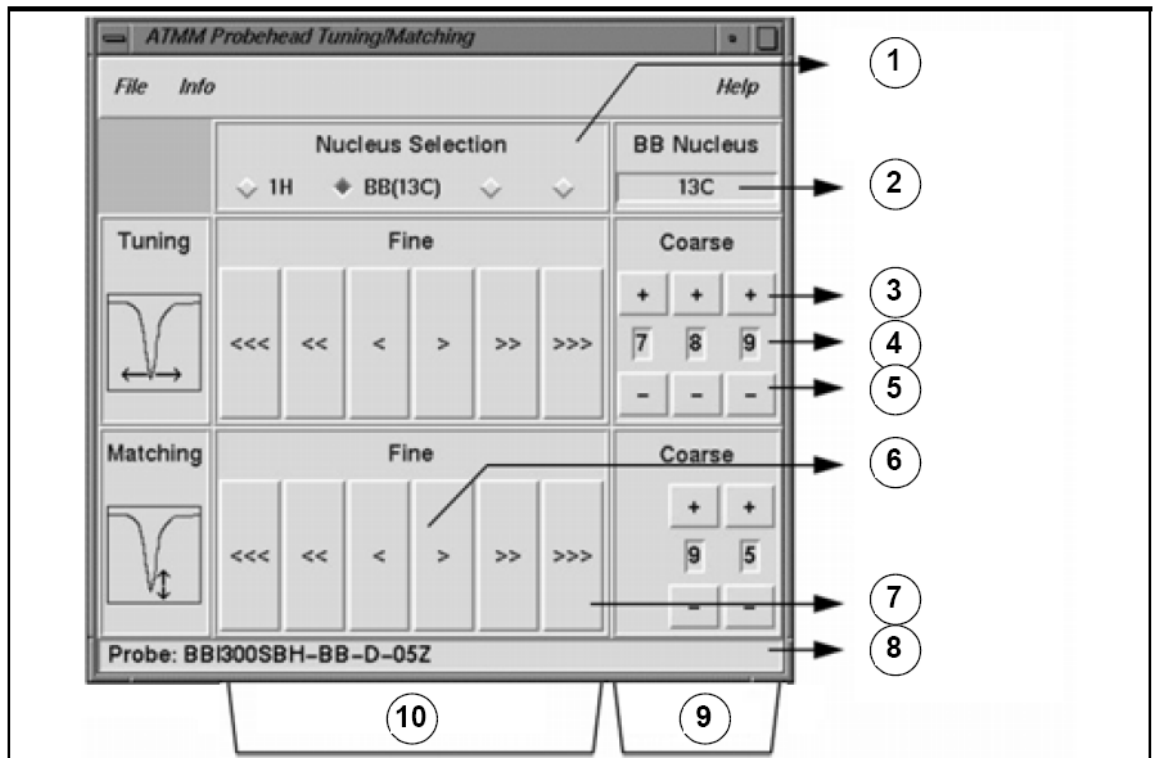 ATMM Probehead Tuning/Matching
File Info Help
1
Nucleus Selection BB Nucleus
1H BB(13C) 13C
2
Tuning Fine Coarse
+ + +
3
<<< << < > >> >>> 7 8 9
4
- - -
5
Matching Fine Coarse
6
+ +
<<< << < > >> >>> 9 5
- -
7
Probe: BBI300SBH-BB-D-05Z
8
10 9